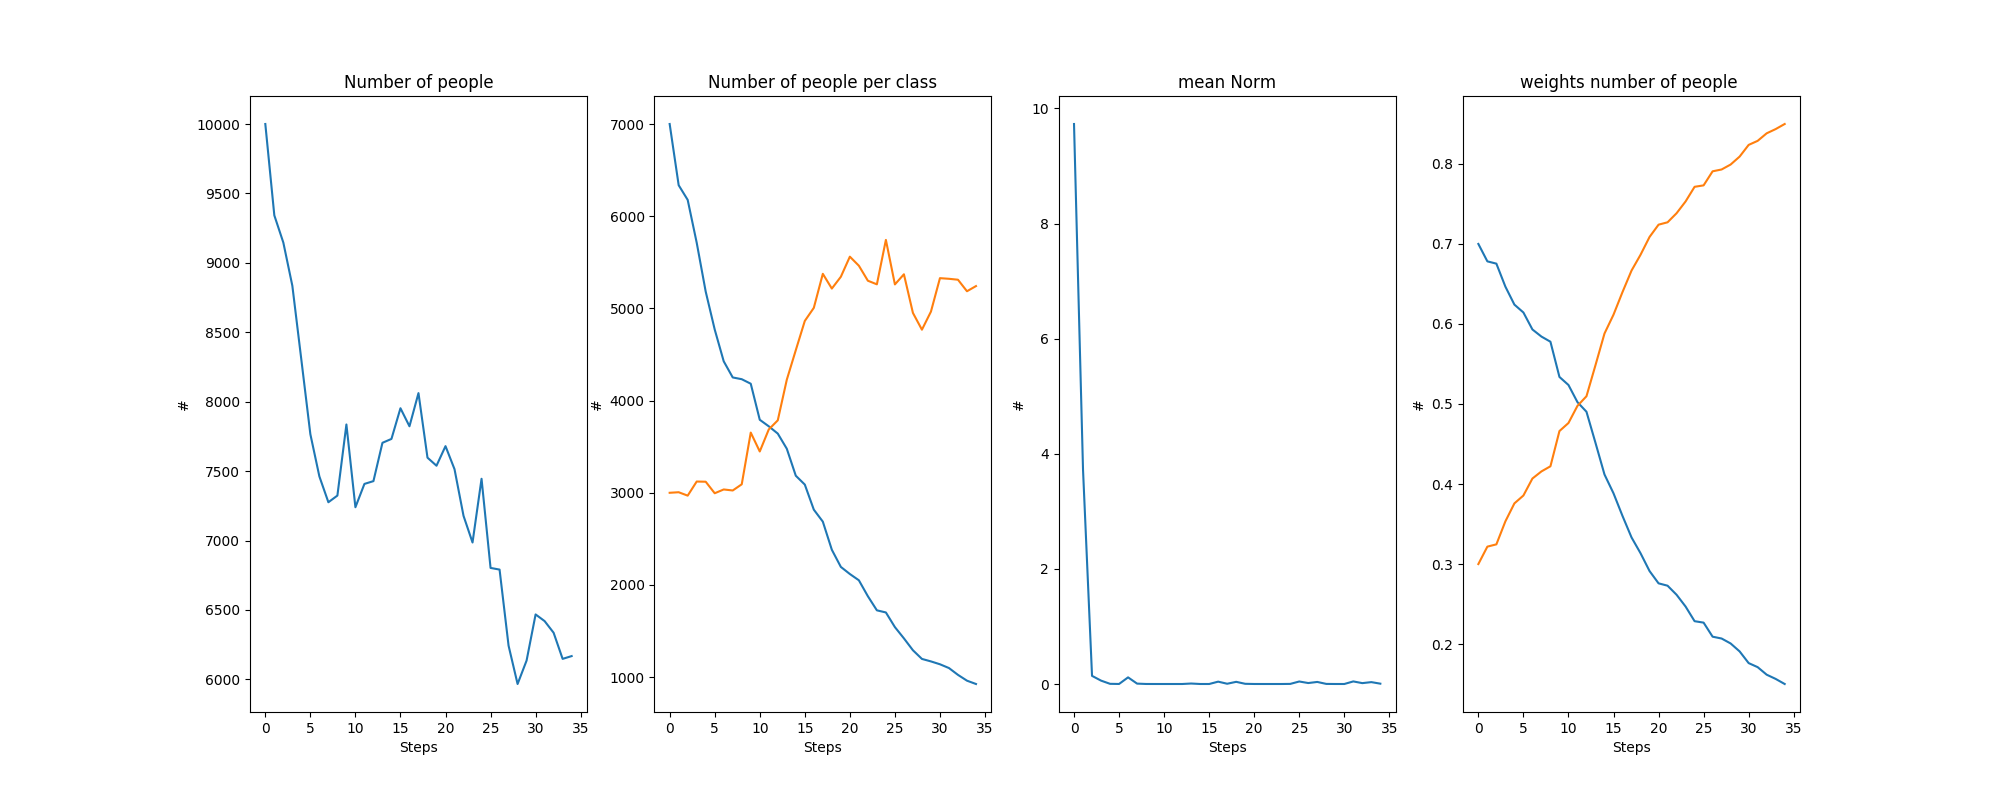 Number of people
10000
9500
9000
8500
8000
7500
7000
6500
6000
#
0 5 10 15 20 25 30 35
Steps
Number of people per class
7000
6000
5000
4000
3000
2000
1000
#
0 5 10 15 20 25 30 35
Steps
mean Norm
10
8
6
4
2
0
#
0 5 10 15 20 25 30 35
Steps
weights number of people
0.8
0.7
0.6
0.5
0.4
0.3
0.2
#
0 5 10 15 20 25 30 35
Steps